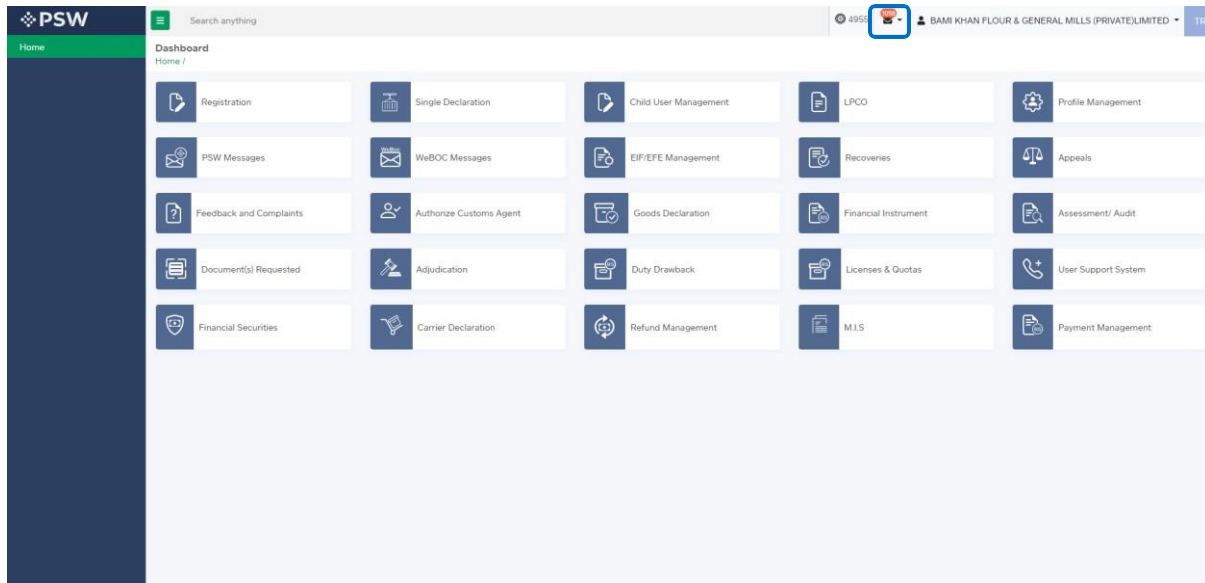 PSW
Search anything
4955
BAMI KHAN FLOUR & GENERAL MILLS (PRIVATE)LIMITED
TR
Home
Dashboard
Home /
Registration
Single Declaration
Child User Management
LPCO
Profile Management
PSW Messages
WeBOC Messages
EIF/EFE Management
Recoveries
Appeals
Feedback and Complaints
Authorize Customs Agent
Goods Declaration
Financial Instrument
Assessment/ Audit
Document(s) Requested
Adjudication
Duty Drawback
Licenses & Quotas
User Support System
Financial Securities
Carrier Declaration
Refund Management
M.I.S
Payment Management